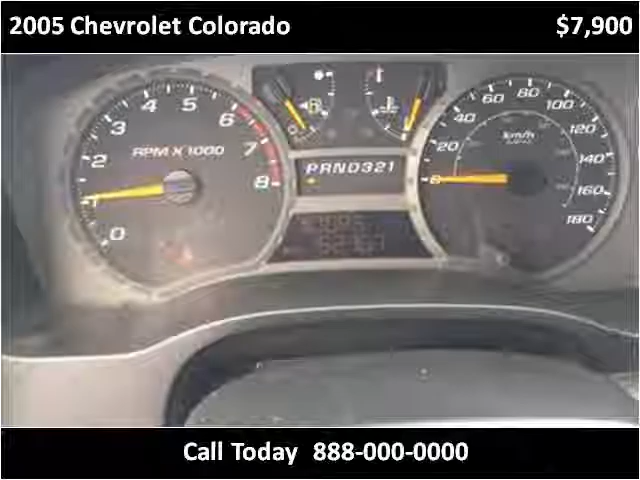 2005 Chevrolet Colorado $7,900
0 1 2 3 4 5 6 7 8
RPM X 1000
PRND321
0 20 40 60 80 100 120 140 160 180
km/h
Call Today 888-000-0000